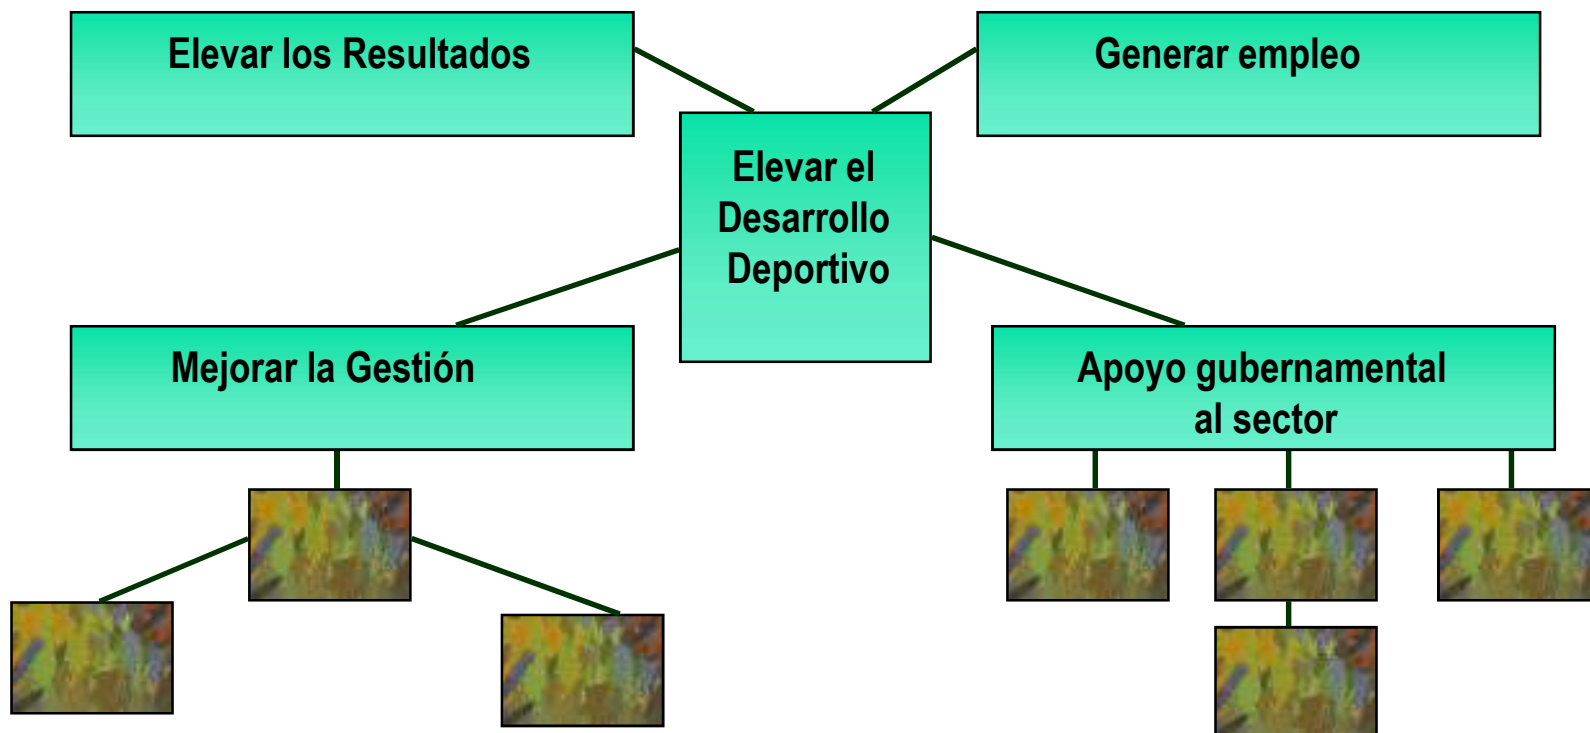 Elevar los Resultados
Generar empleo
Elevar el
Desarrollo
Deportivo
Mejorar la Gestión
Apoyo gubernamental
al sector